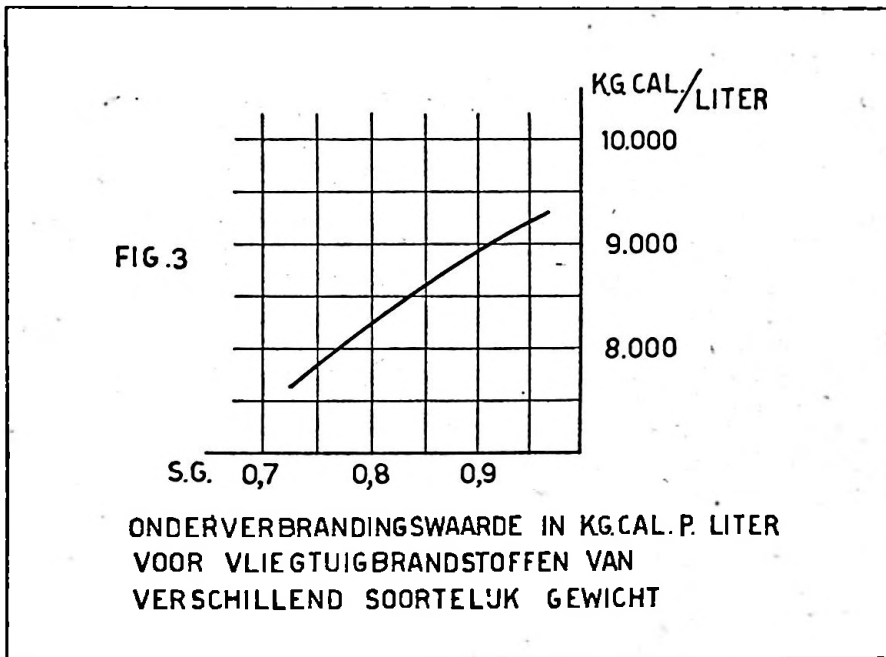 KG.CAL./LITER
10.000
FIG.3
9.000
8.000
S.G. 0,7 0,8 0,9
ONDERVERBRANDINGSWAARDE IN KG.CAL. P. LITER
VOOR VLIEGTUIGBRANDSTOFFEN VAN
VERSCHILLEND SOORTELIJK GEWICHT